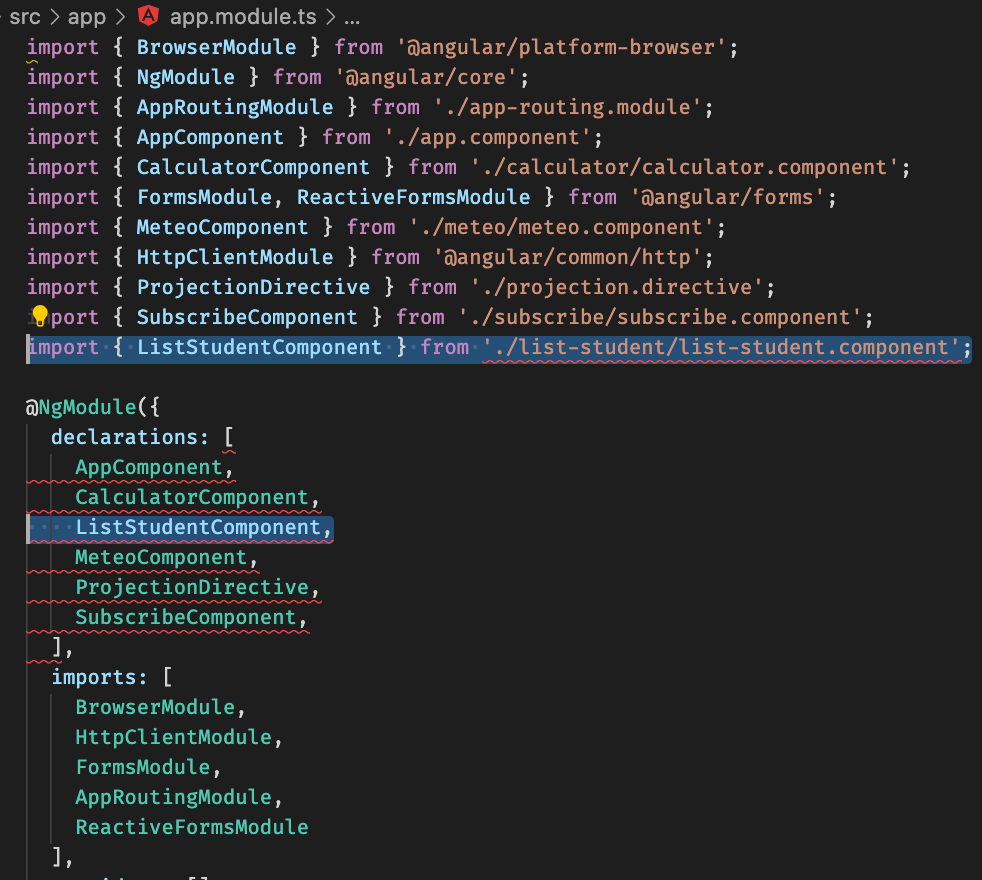 src > app > app.module.ts > ...
import { BrowserModule } from '@angular/platform-browser';
import { NgModule } from '@angular/core';
import { AppRoutingModule } from './app-routing.module';
import { AppComponent } from './app.component';
import { CalculatorComponent } from './calculator/calculator.component';
import { FormsModule, ReactiveFormsModule } from '@angular/forms';
import { MeteoComponent } from './meteo/meteo.component';
import { HttpClientModule } from '@angular/common/http';
import { ProjectionDirective } from './projection.directive';
import { SubscribeComponent } from './subscribe/subscribe.component';
import { ListStudentComponent } from './list-student/list-student.component';
@NgModule({
declarations: [
AppComponent,
CalculatorComponent,
ListStudentComponent,
MeteoComponent,
ProjectionDirective,
SubscribeComponent,
],
imports: [
BrowserModule,
HttpClientModule,
FormsModule,
AppRoutingModule,
ReactiveFormsModule
],